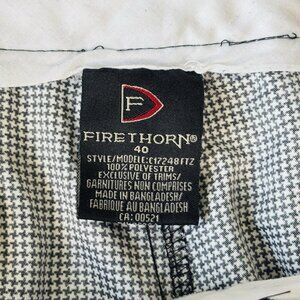 F
FIRETHORN®
40
STYLE/MODELE:C17248FTZ
100% POLYESTER
EXCLUSIVE OF TRIMS/
GARNITURES NON COMPRISES
MADE IN BANGLADESH/
FABRIQUE AU BANGLADESH
CA: 00521